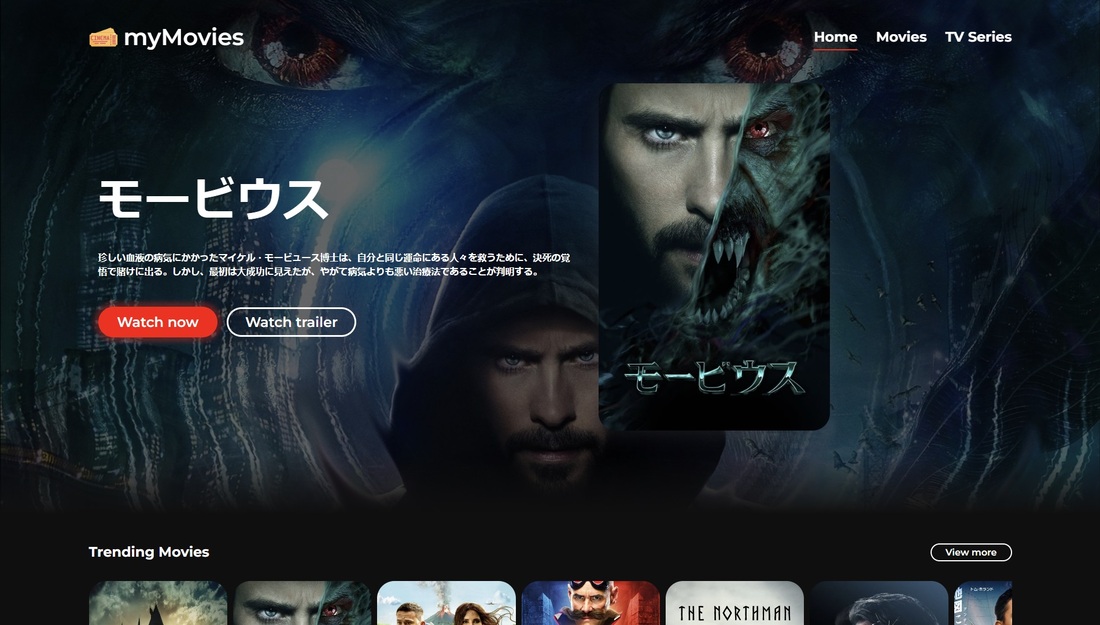 CINEMA
myMovies
Home
Movies
TV Series
モービウス
珍しい血液の病気にかかったマイケル・モービュース博士は、自分と同じ運命にある人々を救うために、決死の覚
悟で賭けに出る。しかし、最初は大成功に見えたが、やがて病気よりも悪い治療法であることが判明する。
Watch now
Watch trailer
モービウス
Trending Movies
View more
THE NORTHMAN
トム・ホランド